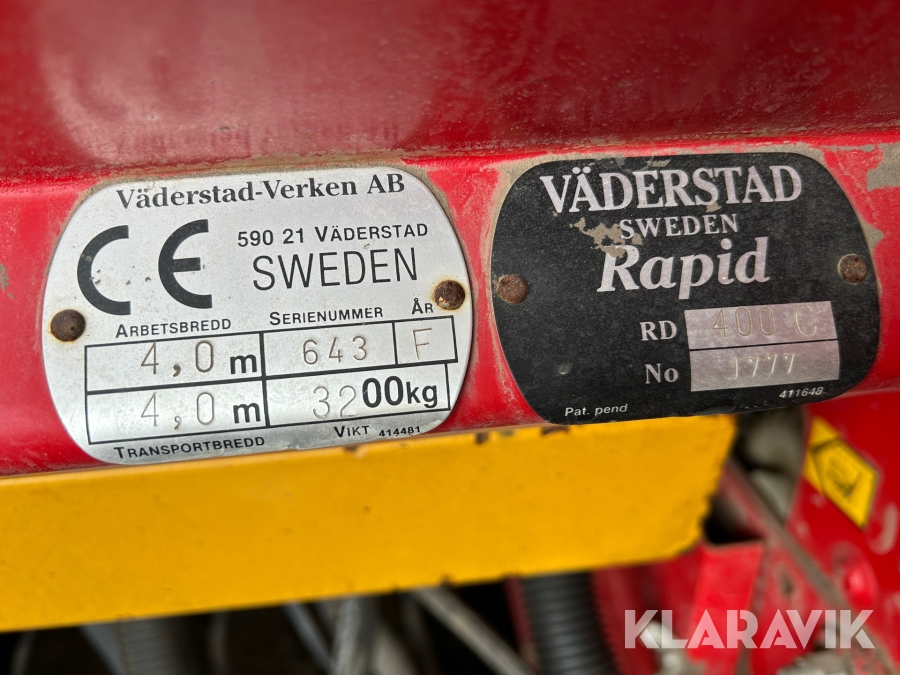 Väderstad-Verken AB
CE
590 21 VÄDERSTAD
SWEDEN
ARBETSBREDD SERIENUMMER ÅR
4,0 m 643 F
4,0 m 3200kg
TRANSPORTBREDD VIKT 414481
VÄDERSTAD
SWEDEN
Rapid
RD 400 C
No 1777
411648
Pat. pend
KLARAVIK